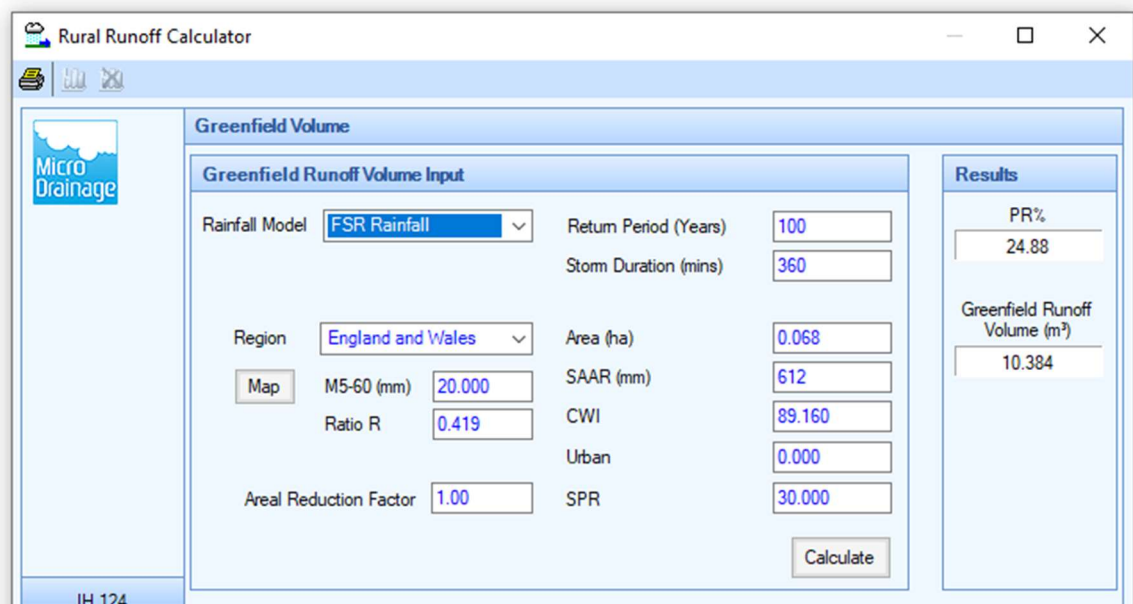 Rural Runoff Calculator
Micro
Drainage
Greenfield Volume
Greenfield Runoff Volume Input
Rainfall Model FSR Rainfall
Return Period (Years) 100
Storm Duration (mins) 360
Region England and Wales
Map M5-60 (mm) 20.000
Ratio R 0.419
Areal Reduction Factor 1.00
Area (ha) 0.068
SAAR (mm) 612
CWI 89.160
Urban 0.000
SPR 30.000
Calculate
Results
PR%
24.88
Greenfield Runoff
Volume (m³)
10.384
IH 124